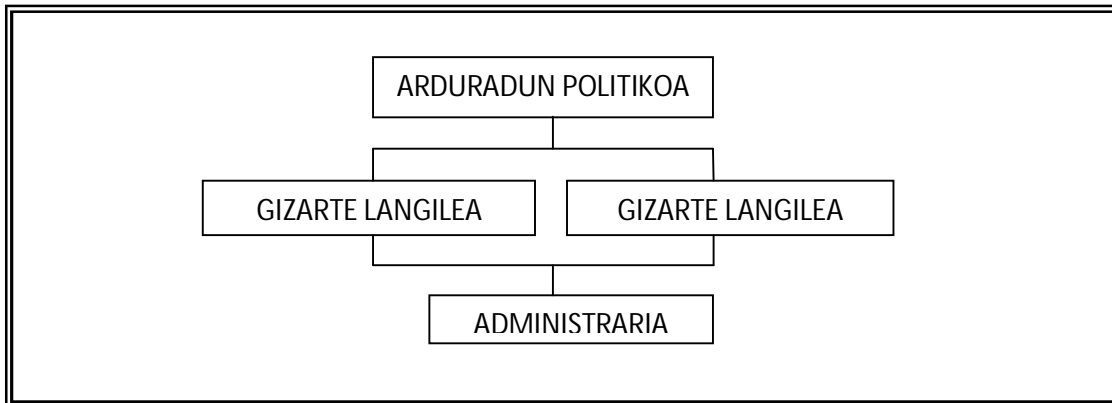 ARDURADUN POLITIKOA
GIZARTE LANGILEA
GIZARTE LANGILEA
ADMINISTRARIA